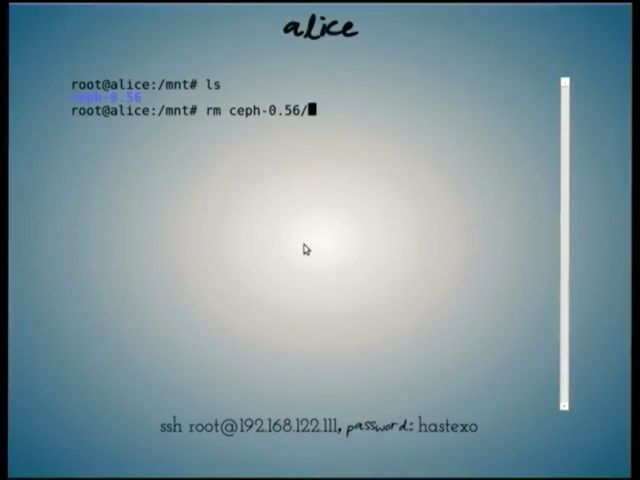 alice
root@alice:/mnt# ls
ceph-0.56
root@alice:/mnt# rm ceph-0.56/
ssh root@192.168.122.111, password: hastexo